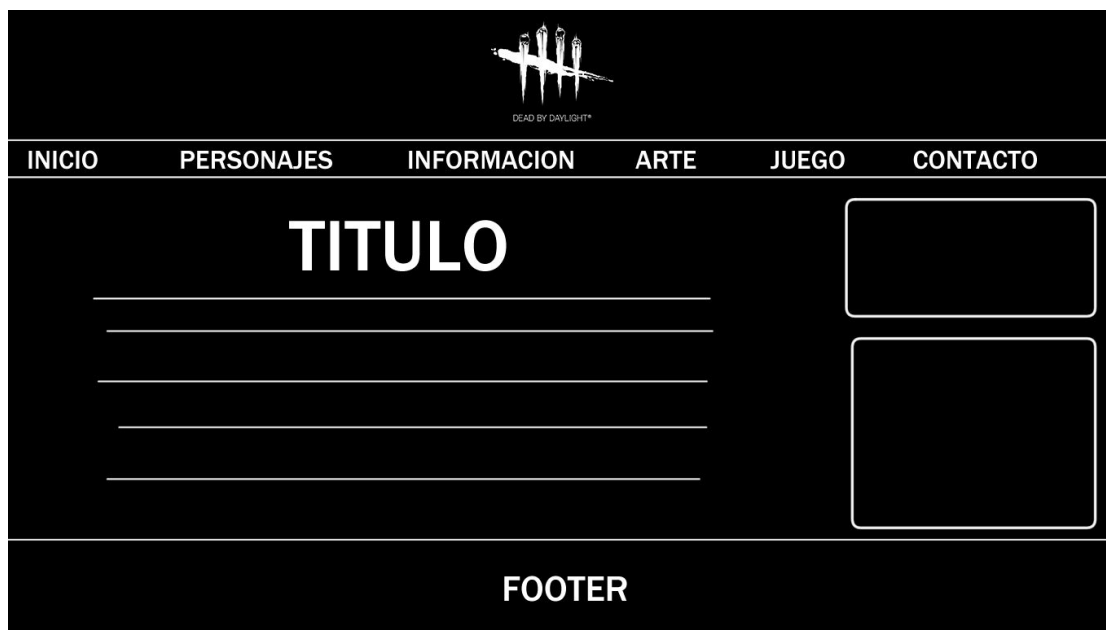 DEAD BY DAYLIGHT®
INICIO PERSONAJES INFORMACION ARTE JUEGO CONTACTO
TITULO
FOOTER